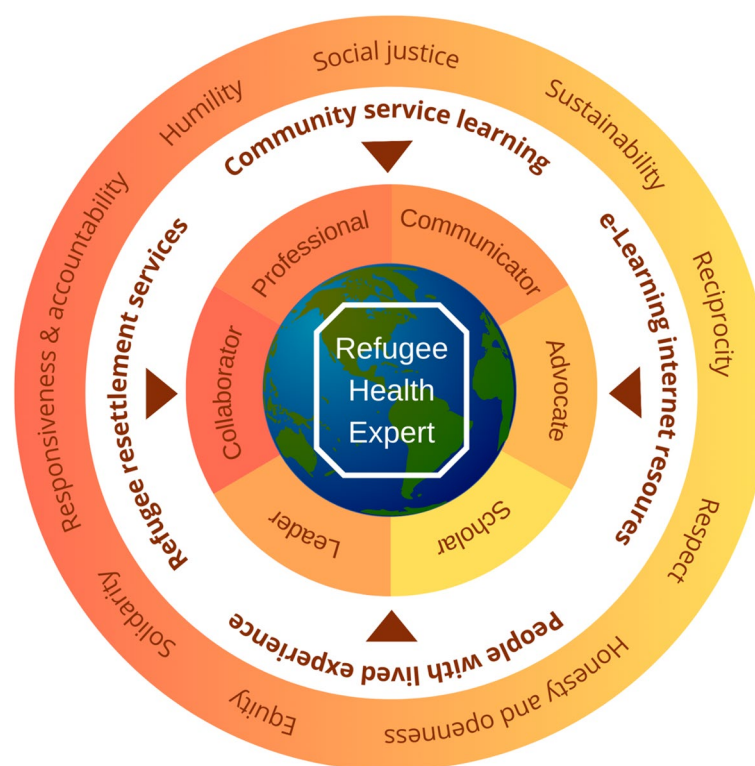 Social justice
Sustainability
Reciprocity
Respect
Honesty and openness
Equity
Solidarity
Responsiveness & accountability
Humility
Community service learning
e-Learning internet resoures
People with lived experience
Refugee resettlement services
Professional
Communicator
Advocate
Scholar
Leader
Collaborator
Refugee
Health
Expert